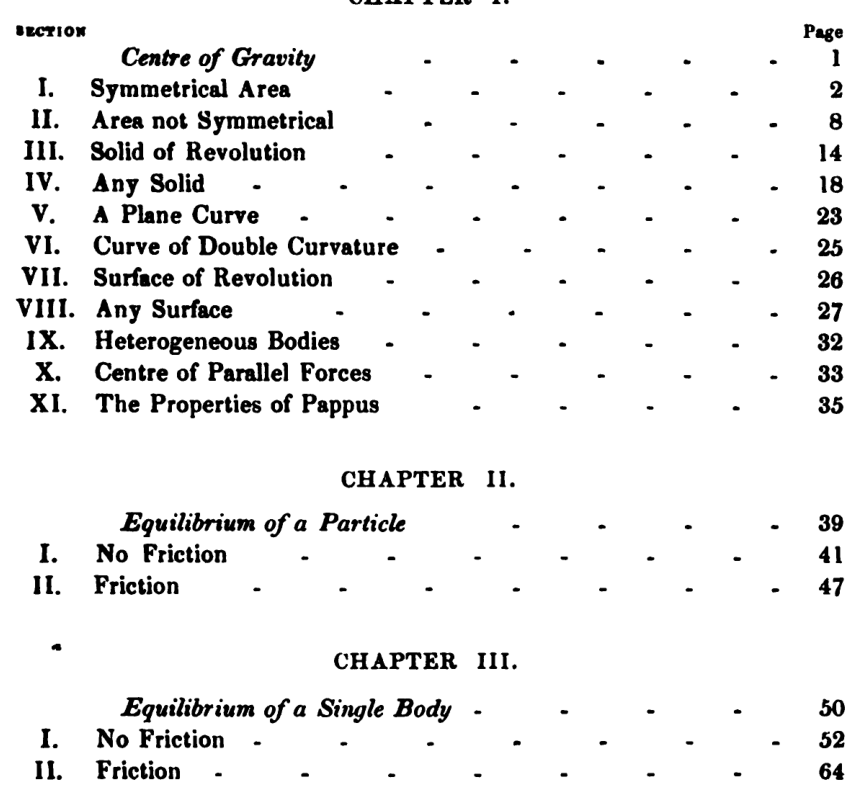 CHAPTER I.
SECTION Page
Centre of Gravity - - - - - 1
I. Symmetrical Area - - - - - 2
II. Area not Symmetrical - - - - - 8
III. Solid of Revolution - - - - - 14
IV. Any Solid - - - - - - - 18
V. A Plane Curve - - - - - - 23
VI. Curve of Double Curvature - - - - - 25
VII. Surface of Revolution - - - - - 26
VIII. Any Surface - - - - - - 27
IX. Heterogeneous Bodies - - - - - 32
X. Centre of Parallel Forces - - - - - 33
XI. The Properties of Pappus - - - - 35
CHAPTER II.
Equilibrium of a Particle - - - - 39
I. No Friction - - - - - - 41
II. Friction - - - - - - - 47
CHAPTER III.
Equilibrium of a Single Body - - - - 50
I. No Friction - - - - - - - 52
II. Friction - - - - - - - 64